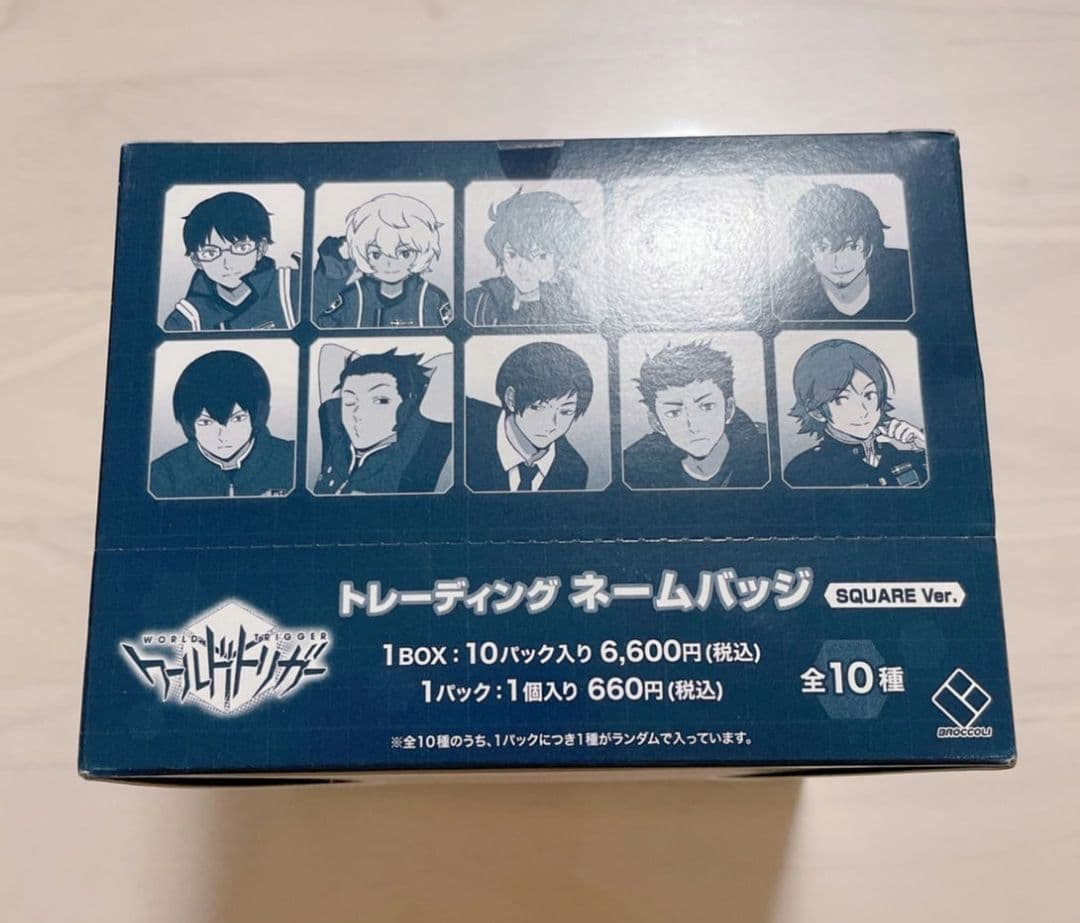 トレーディング ネームバッジ SQUARE Ver.
WORLD TRIGGER
ワールドトリガー
1BOX:10パック入り 6,600円(税込)
1パック:1個入り 660円(税込)
全10種
※全10種のうち、1パックにつき1種がランダムで入っています。
BROCCOLI